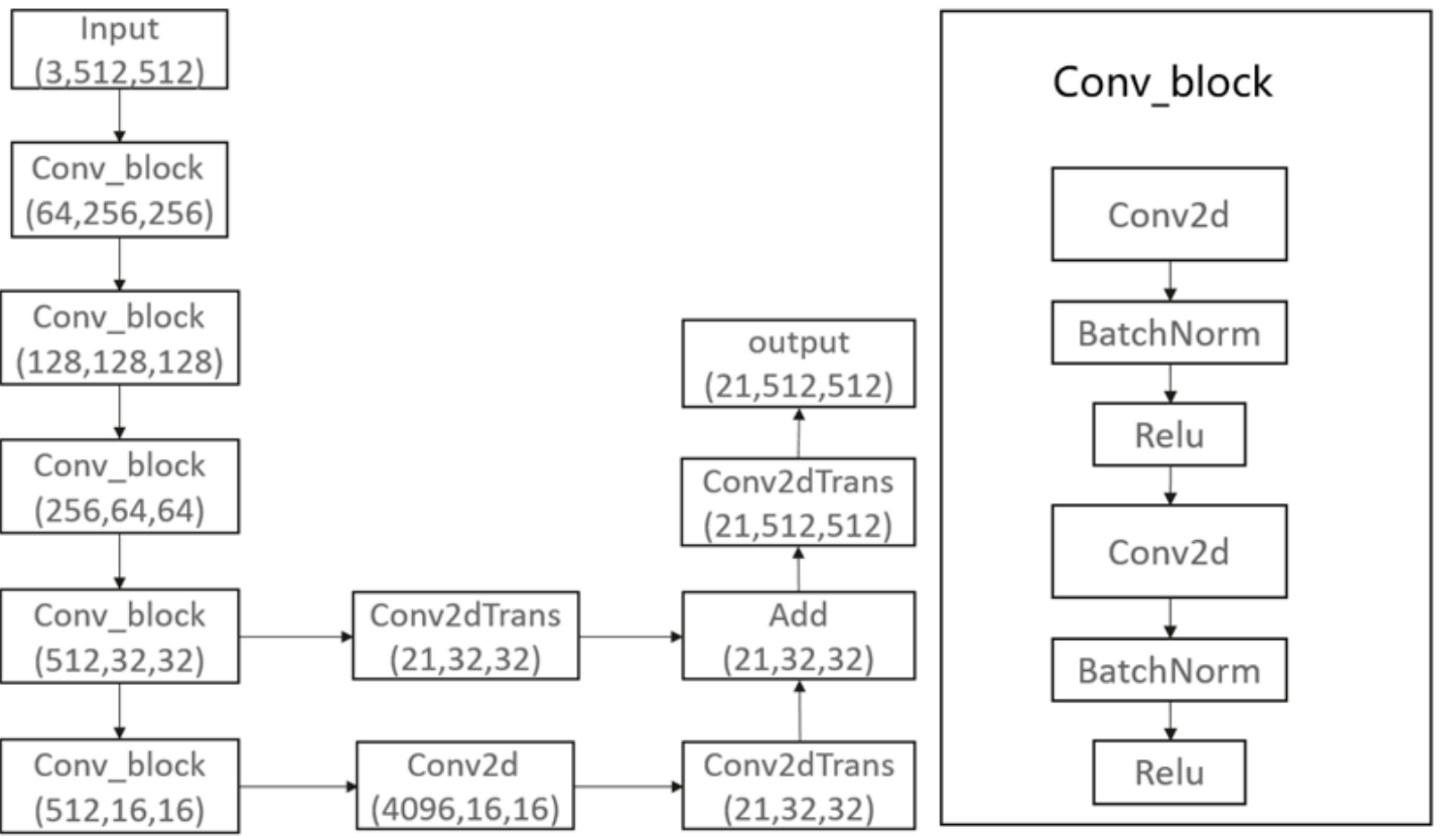 Input
(3,512,512)
Conv_block
(64,256,256)
Conv_block
(128,128,128)
Conv_block
(256,64,64)
Conv_block
(512,32,32)
Conv_block
(512,16,16)
Conv2dTrans
(21,32,32)
Conv2d
(4096,16,16)
output
(21,512,512)
Conv2dTrans
(21,512,512)
Add
(21,32,32)
Conv2dTrans
(21,32,32)
Conv_block
Conv2d
BatchNorm
Relu
Conv2d
BatchNorm
Relu